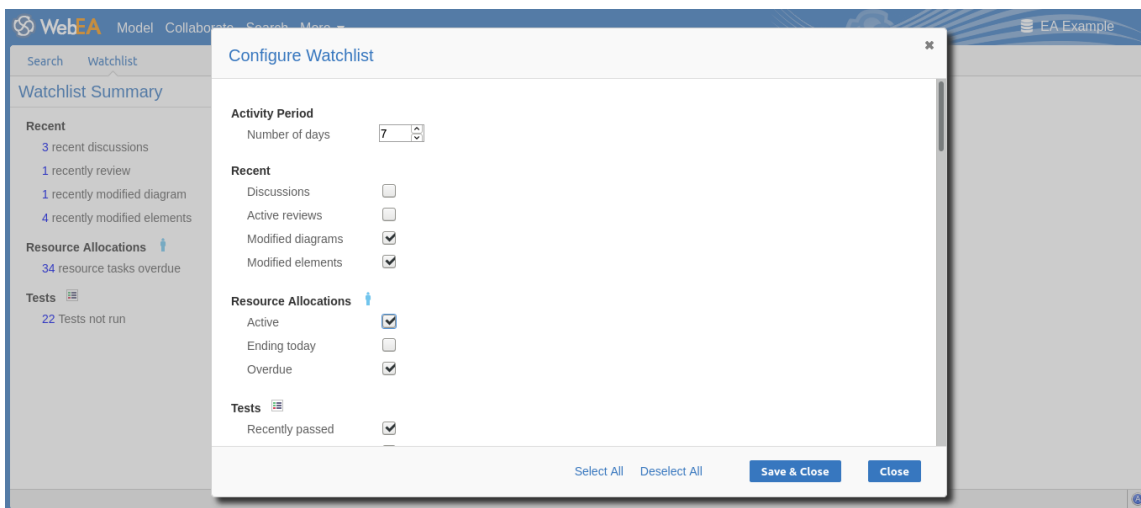 WebEA Model Collaborate Search More
EA Example
Search Watchlist
Watchlist Summary
Recent
3 recent discussions
1 recently review
1 recently modified diagram
4 recently modified elements
Resource Allocations
34 resource tasks overdue
Tests
22 Tests not run
Configure Watchlist
Activity Period
Number of days 7
Recent
Discussions
Active reviews
Modified diagrams
Modified elements
Resource Allocations
Active
Ending today
Overdue
Tests
Recently passed
Select All Deselect All Save & Close Close